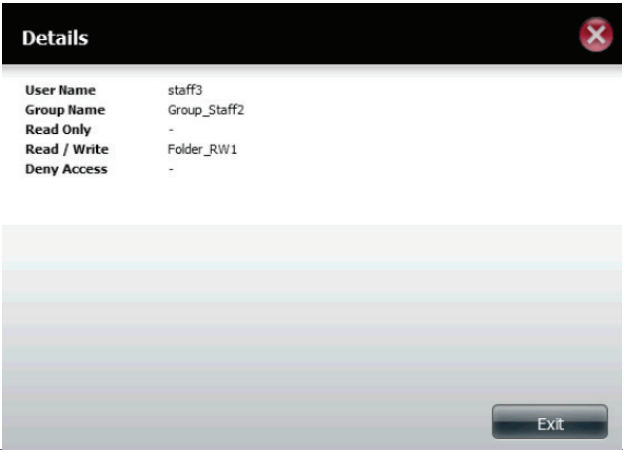 Details
User Name staff3
Group Name Group_Staff2
Read Only -
Read / Write Folder_RW1
Deny Access -
Exit